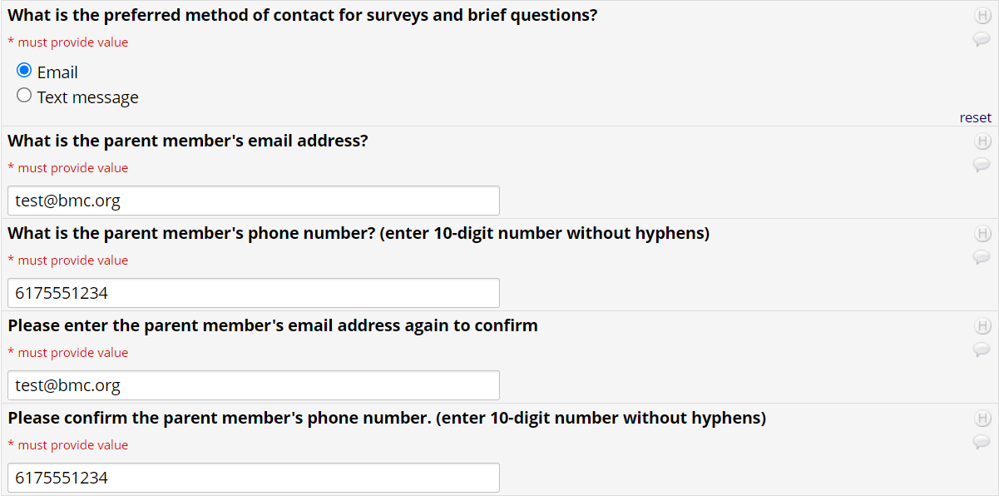 What is the preferred method of contact for surveys and brief questions?
H
* must provide value
Email
Text message
reset
What is the parent member's email address?
H
* must provide value
test@bmc.org
What is the parent member's phone number? (enter 10-digit number without hyphens)
H
* must provide value
6175551234
Please enter the parent member's email address again to confirm
H
* must provide value
test@bmc.org
Please confirm the parent member's phone number. (enter 10-digit number without hyphens)
H
* must provide value
6175551234